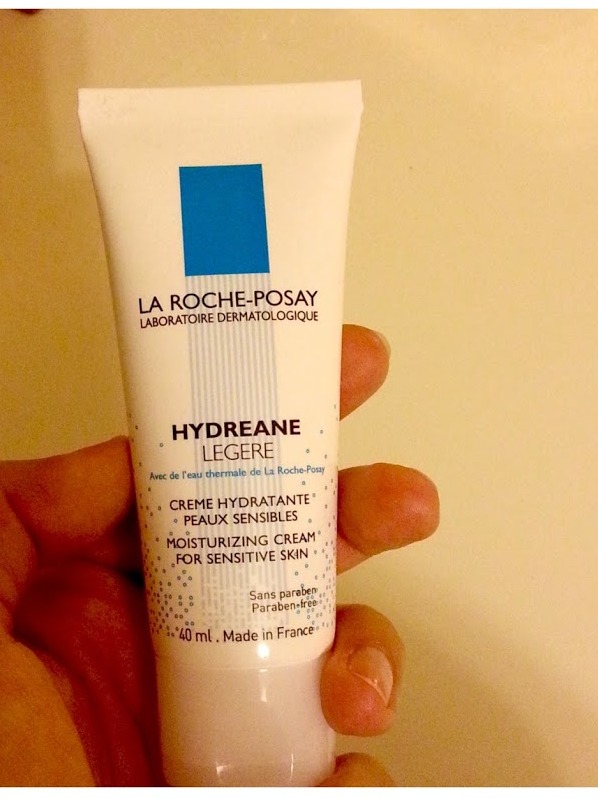 LA ROCHE-POSAY
LABORATOIRE DERMATOLOGIQUE
HYDREANE
LEGERE
Avec de l'eau thermale de La Roche-Posay
CREME HYDRATANTE
PEAUX SENSIBLES
MOISTURIZING CREAM
FOR SENSITIVE SKIN
Sans paraben
Paraben-free
40 ml . Made in France